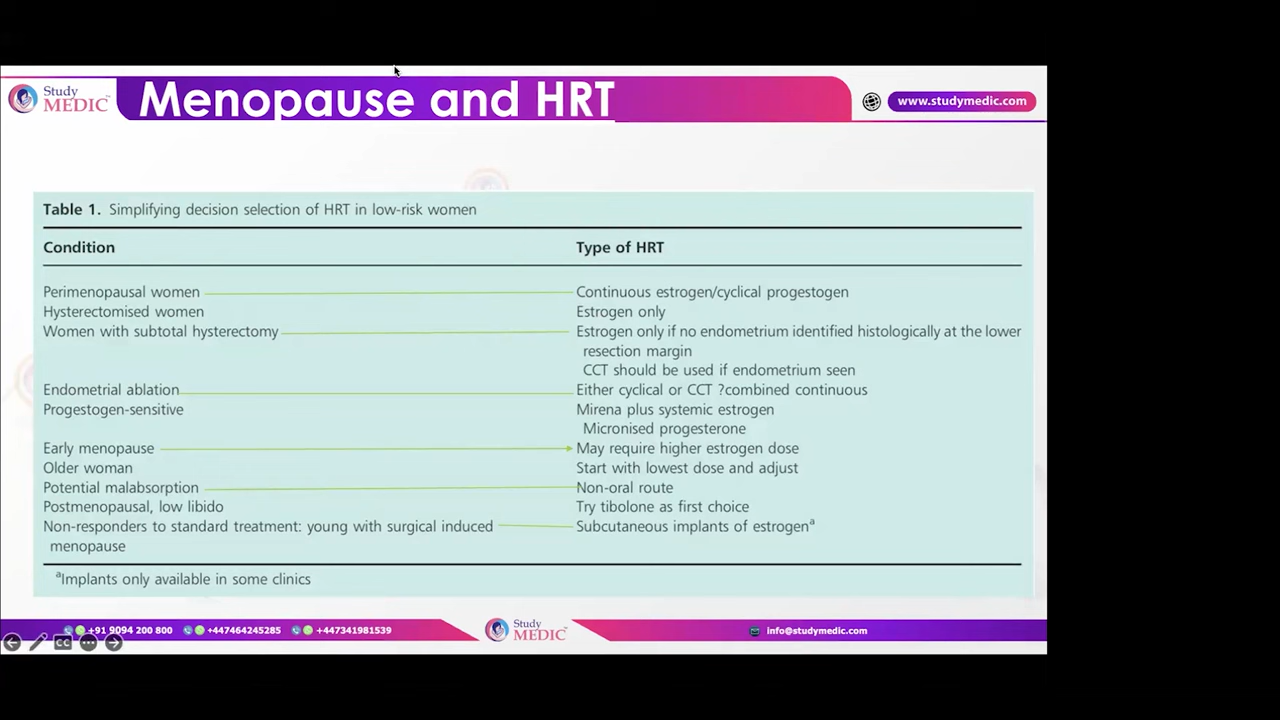 Study
MEDIC
Menopause and HRT
www.studymedic.com
Table 1. Simplifying decision selection of HRT in low-risk women
Condition Type of HRT
Perimenopausal women Continuous estrogen/cyclical progestogen
Hysterectomised women Estrogen only
Women with subtotal hysterectomy Estrogen only if no endometrium identified histologically at the lower
resection margin
CCT should be used if endometrium seen
Endometrial ablation Either cyclical or CCT ?combined continuous
Progestogen-sensitive Mirena plus systemic estrogen
Micronised progesterone
Early menopause May require higher estrogen dose
Older woman Start with lowest dose and adjust
Potential malabsorption Non-oral route
Postmenopausal, low libido Try tibolone as first choice
Non-responders to standard treatment: young with surgical induced Subcutaneous implants of estrogenᵃ
menopause
ᵃImplants only available in some clinics
+91 9094 200 800 +447464245285 +447341981539
Study
MEDIC
info@studymedic.com
CC